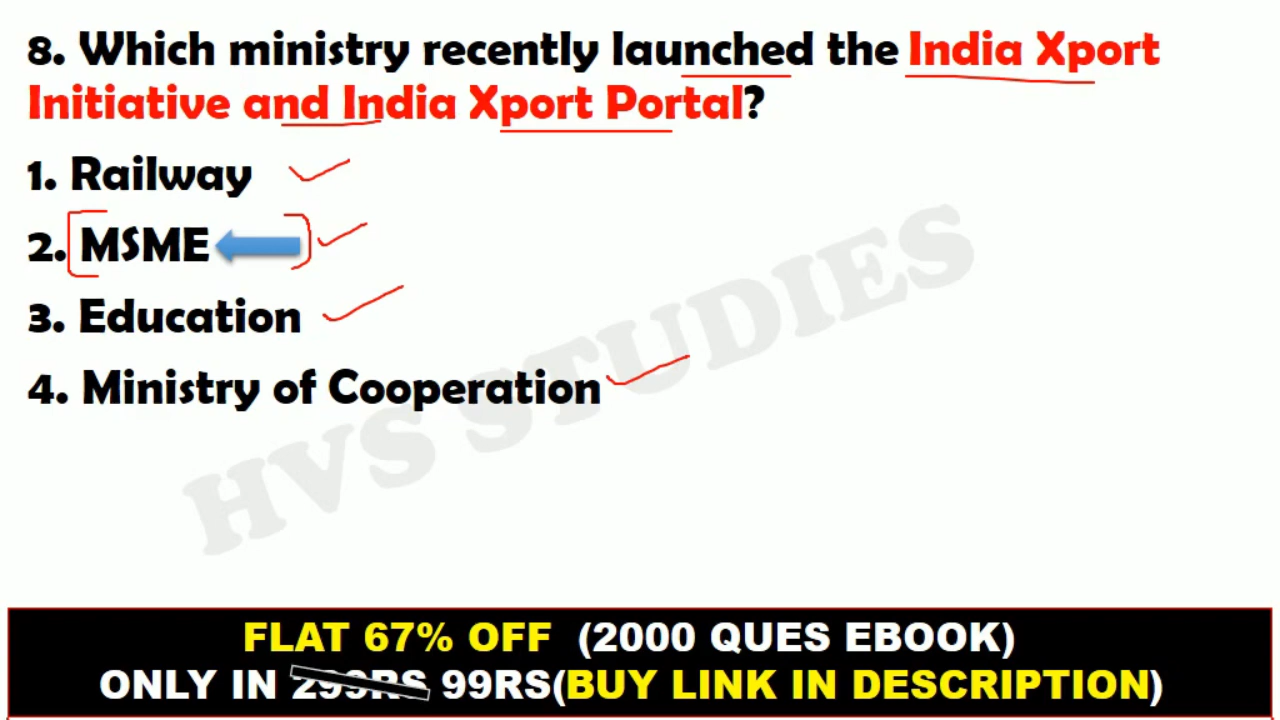 8. Which ministry recently launched the India Xport
Initiative and India Xport Portal?
1. Railway
2. MSME
3. Education
4. Ministry of Cooperation
HVS STUDIES
FLAT 67% OFF (2000 QUES EBOOK)
ONLY IN 299RS 99RS(BUY LINK IN DESCRIPTION)